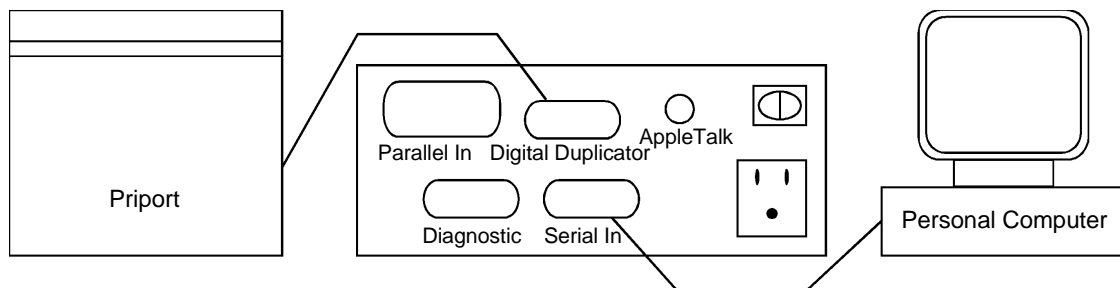 Parallel In
Digital Duplicator
AppleTalk
Priport
Diagnostic
Serial In
Personal Computer